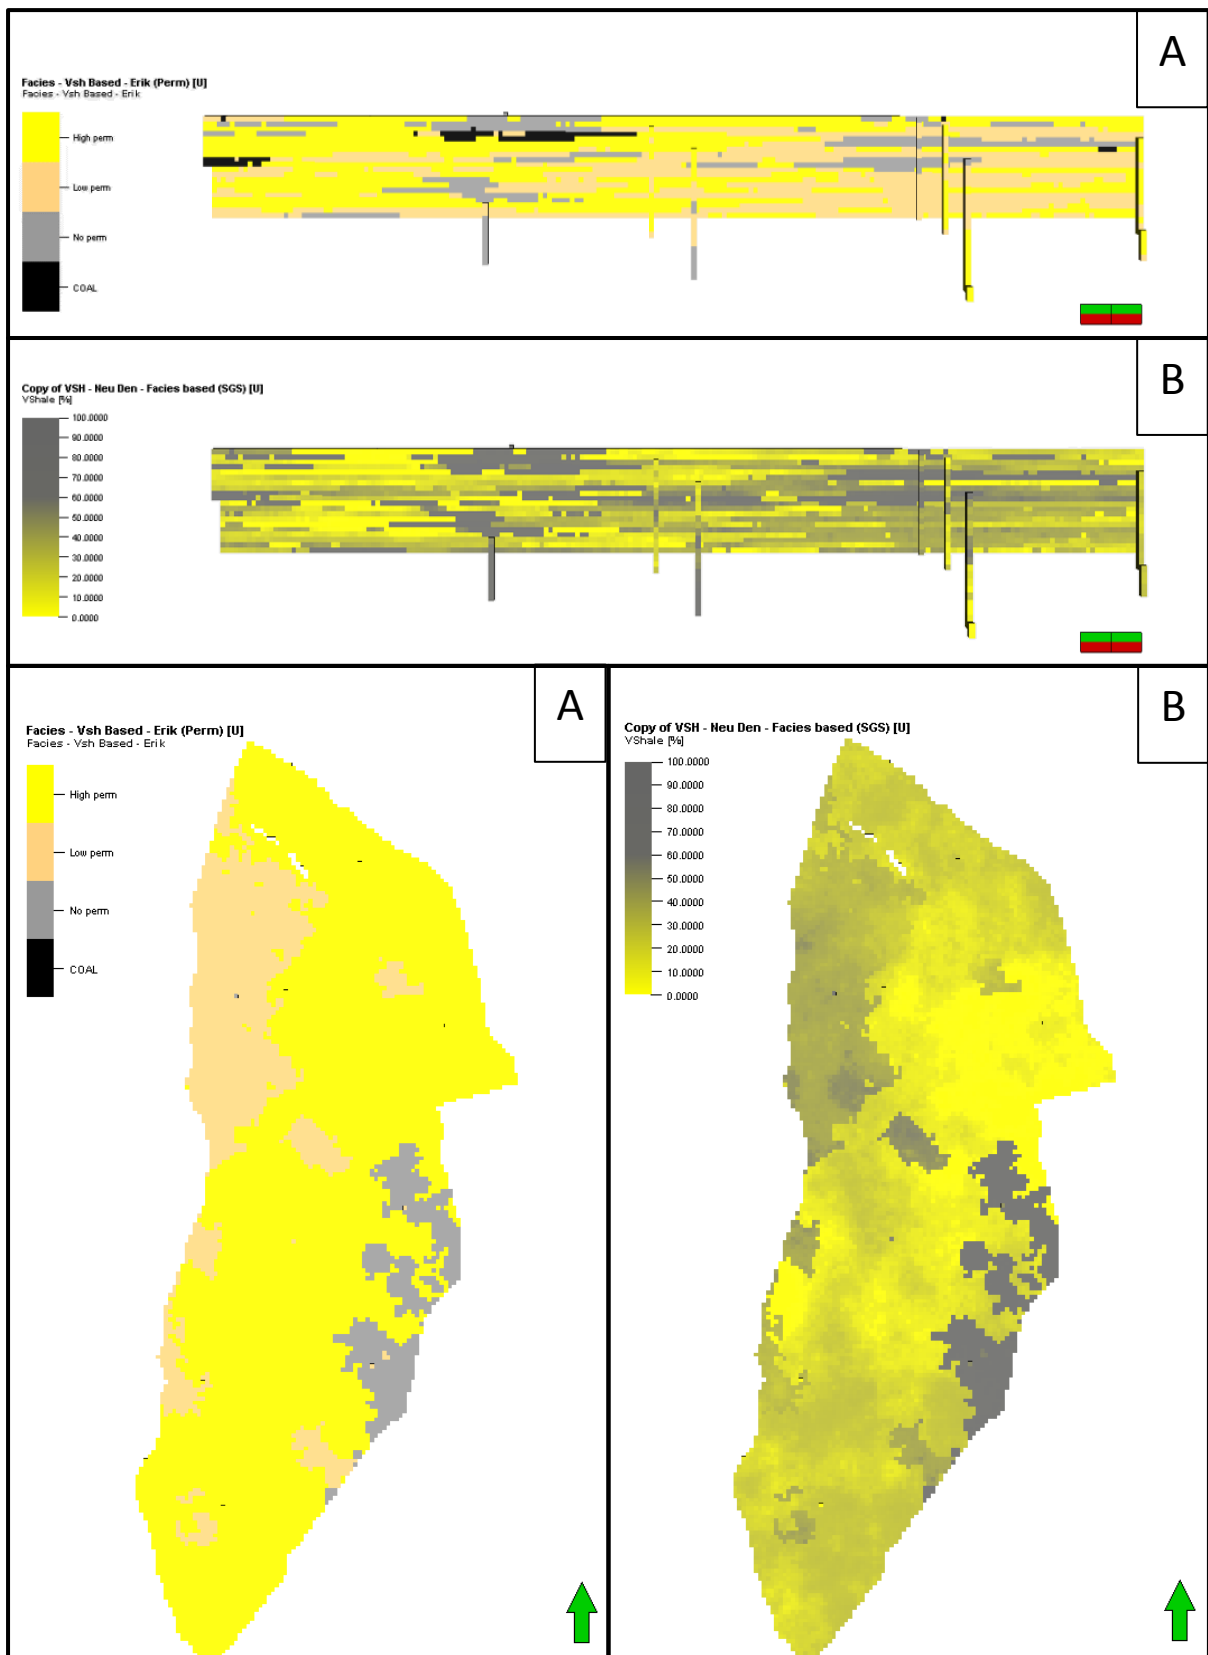 A
Facies - Vsh Based - Erik (Perm) [U]
Facies - Vsh Based - Erik
High perm
Low perm
No perm
COAL
B
Copy of VSH - Neu Den - Facies based (SGS) [U]
VShale [%]
100.0000
90.0000
80.0000
70.0000
60.0000
50.0000
40.0000
30.0000
20.0000
10.0000
0.0000
A
Facies - Vsh Based - Erik (Perm) [U]
Facies - Vsh Based - Erik
High perm
Low perm
No perm
COAL
B
Copy of VSH - Neu Den - Facies based (SGS) [U]
VShale [%]
100.0000
90.0000
80.0000
70.0000
60.0000
50.0000
40.0000
30.0000
20.0000
10.0000
0.0000